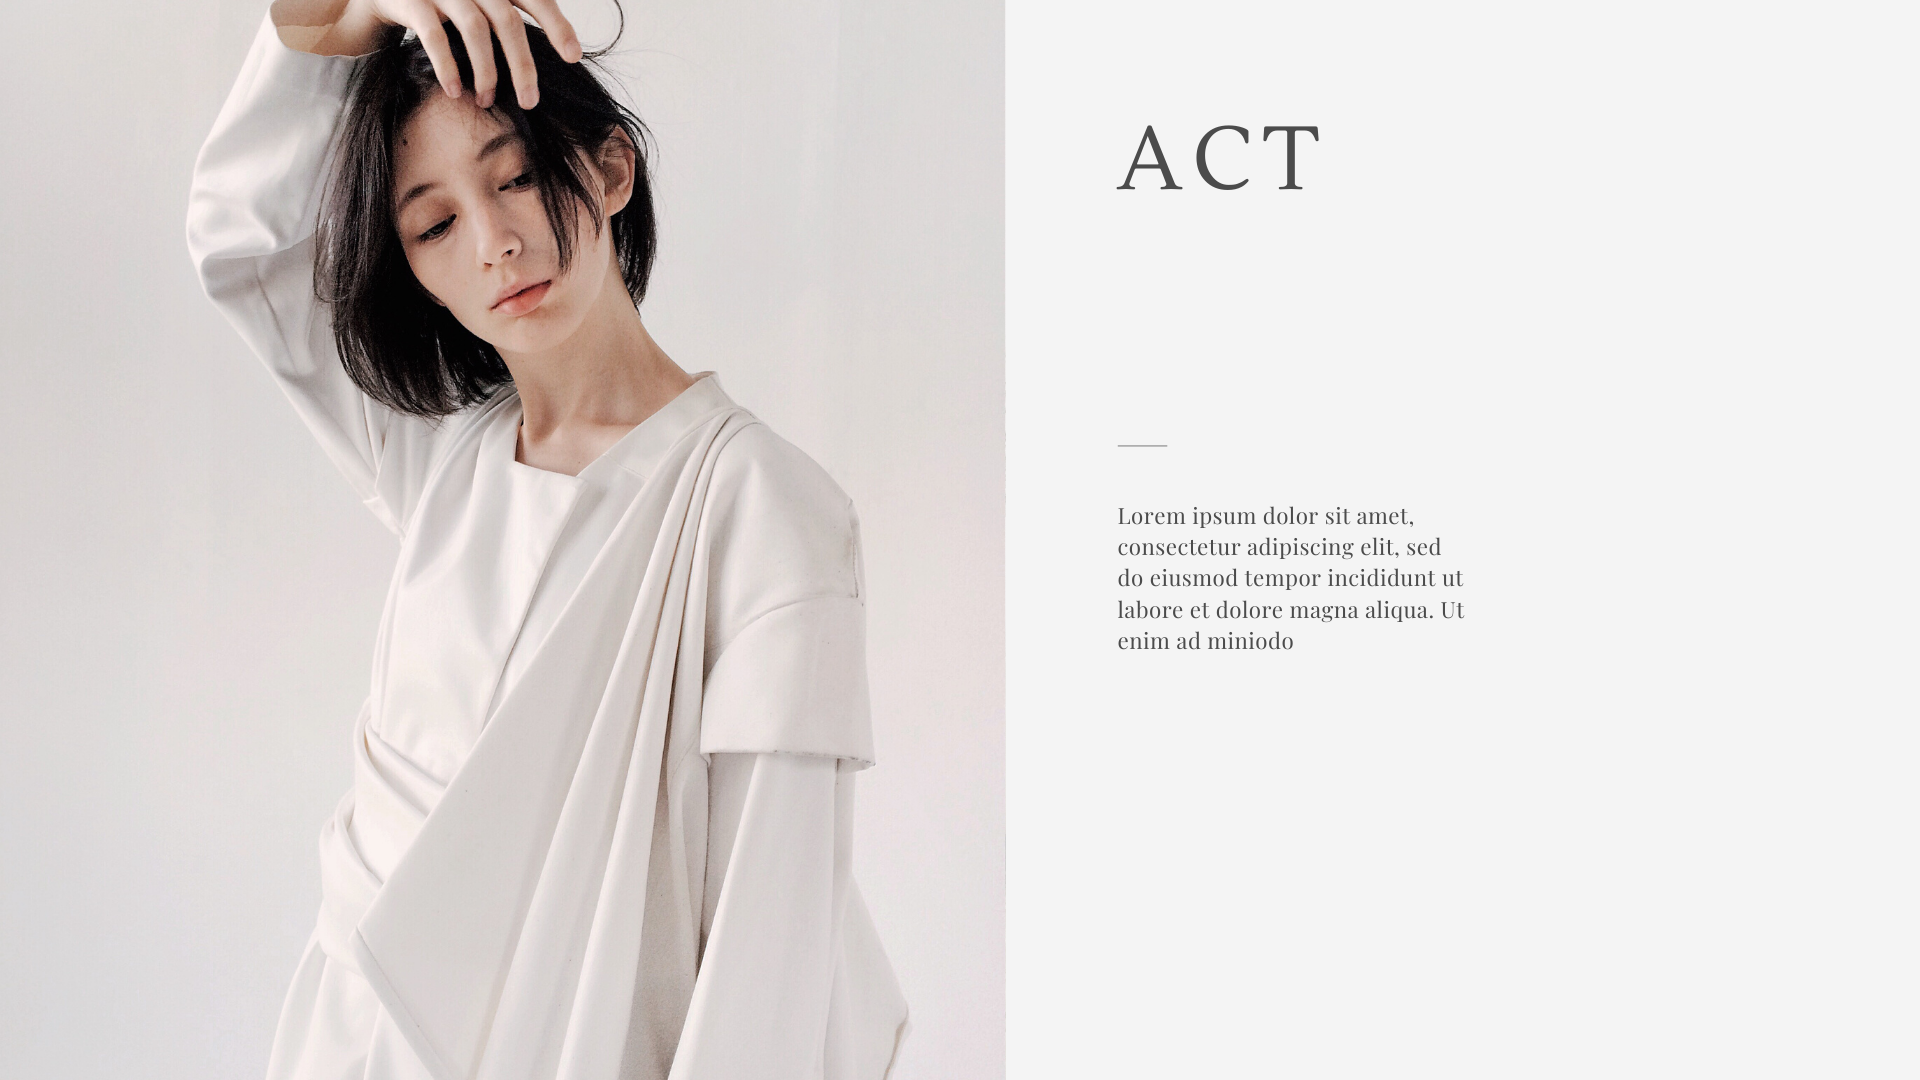 ACT
Lorem ipsum dolor sit amet,
consectetur adipiscing elit, sed
do eiusmod tempor incididunt ut
labore et dolore magna aliqua. Ut
enim ad miniodo